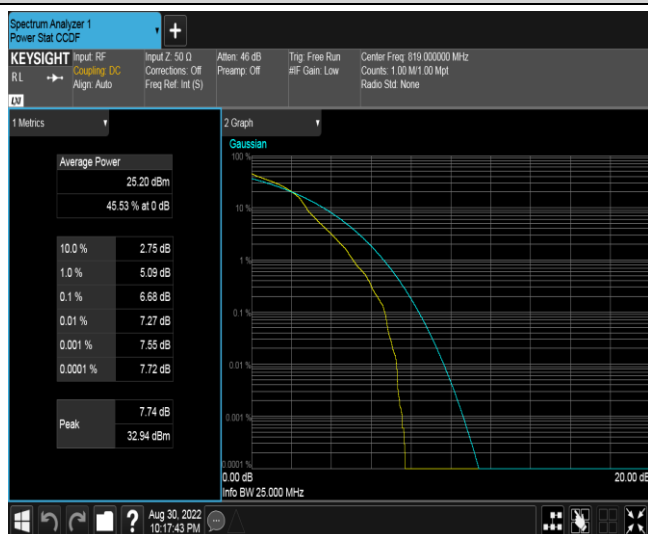 Spectrum Analyzer 1
Power Stat CCDF
+
KEYSIGHT
RL
LXI
Input: RF
Coupling: DC
Align: Auto
Input Z: 50 Ω
Corrections: Off
Freq Ref: Int (S)
Atten: 46 dB
Preamp: Off
Trig: Free Run
#IF Gain: Low
Center Freq: 819.000000 MHz
Counts: 1.00 M/1.00 Mpt
Radio Std: None
1 Metrics
Average Power
25.20 dBm
45.53 % at 0 dB
10.0 % 2.75 dB
1.0 % 5.09 dB
0.1 % 6.68 dB
0.01 % 7.27 dB
0.001 % 7.55 dB
0.0001 % 7.72 dB
Peak
7.74 dB
32.94 dBm
2 Graph
Gaussian
100 %
10 %
1 %
0.1 %
0.01 %
0.001 %
0.0001 %
0.00 dB
20.00 dB
Info BW 25.000 MHz
?
Aug 30, 2022
10:17:43 PM